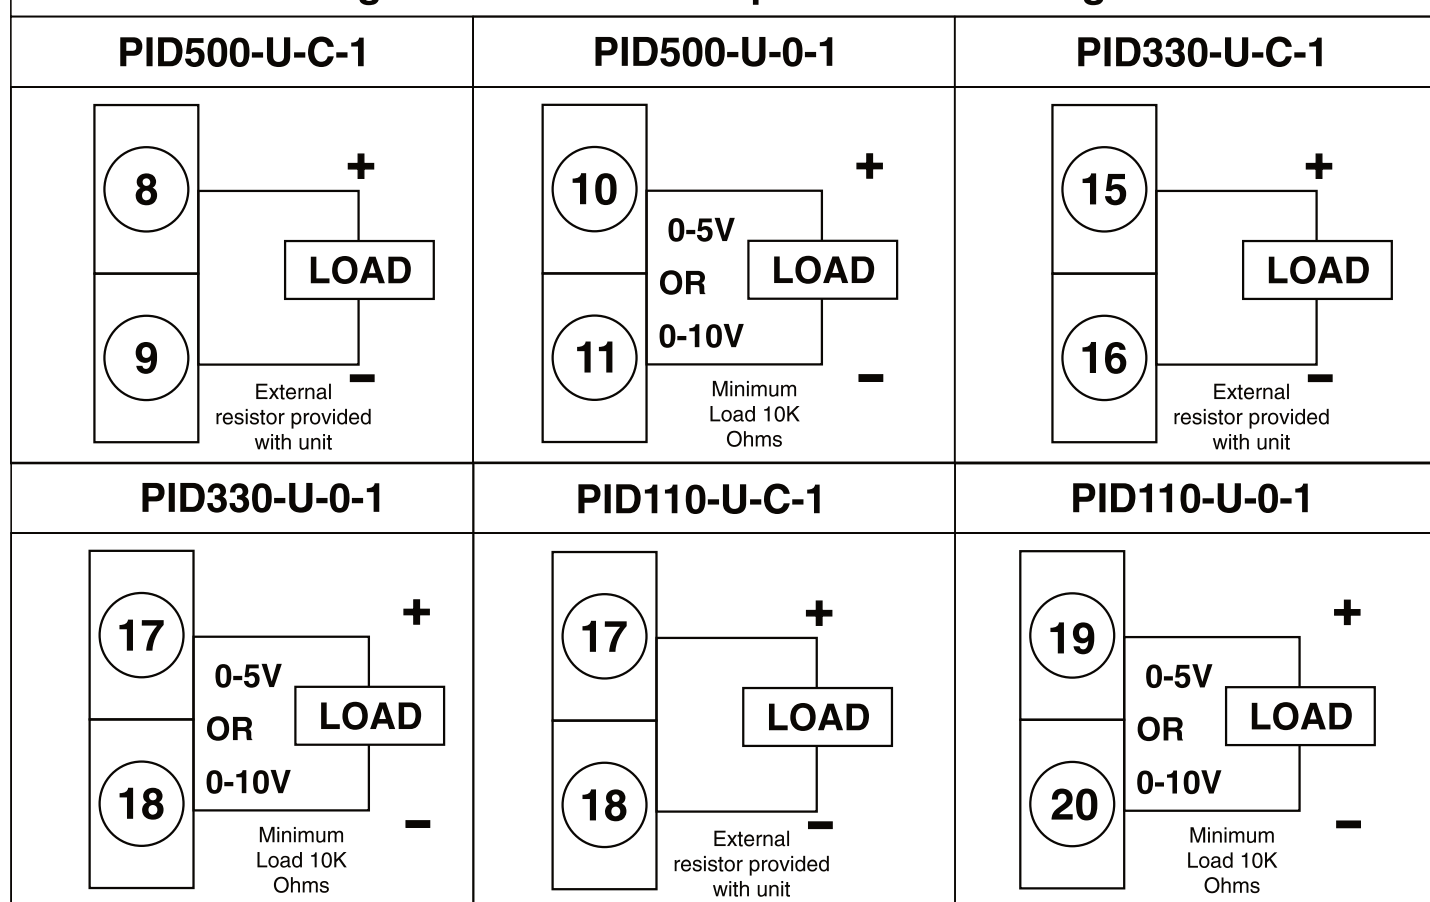 PID500-U-C-1
PID500-U-0-1
PID330-U-C-1
8
+
LOAD
9
–
External
resistor provided
with unit
10
+
0-5V
OR
LOAD
0-10V
11
–
Minimum
Load 10K
Ohms
15
+
LOAD
16
–
External
resistor provided
with unit
PID330-U-0-1
PID110-U-C-1
PID110-U-0-1
17
+
0-5V
OR
LOAD
0-10V
18
–
Minimum
Load 10K
Ohms
17
+
LOAD
18
–
External
resistor provided
with unit
19
+
0-5V
OR
LOAD
0-10V
20
–
Minimum
Load 10K
Ohms